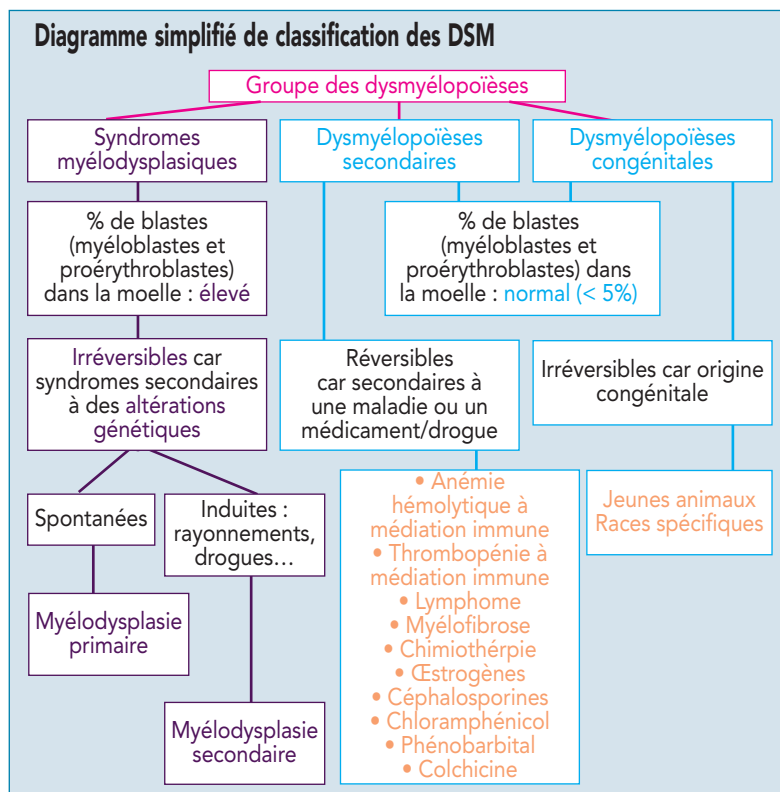 Diagramme simplifié de classification des DSM
Groupe des dysmyélopoïèses
Syndromes
myélodysplasiques
Dysmyélopoïèses
secondaires
Dysmyélopoïèses
congénitales
% de blastes
(myéloblastes et
proérythroblastes)
dans la moelle : élevé
% de blastes
(myéloblastes et
proérythroblastes) dans
la moelle : normal (< 5%)
Irréversibles car
syndromes secondaires
à des altérations
génétiques
Réversibles
car secondaires à
une maladie ou un
médicament/drogue
Irréversibles car origine
congénitale
Spontanées
Induites :
rayonnements,
drogues...
• Anémie
hémolytique à
médiation immune
• Thrombopénie à
médiation immune
• Lymphome
• Myélofibrose
• Chimiothérpie
• Œstrogènes
• Céphalosporines
• Chloramphénicol
• Phénobarbital
• Colchicine
Jeunes animaux
Races spécifiques
Myélodysplasie
primaire
Myélodysplasie
secondaire